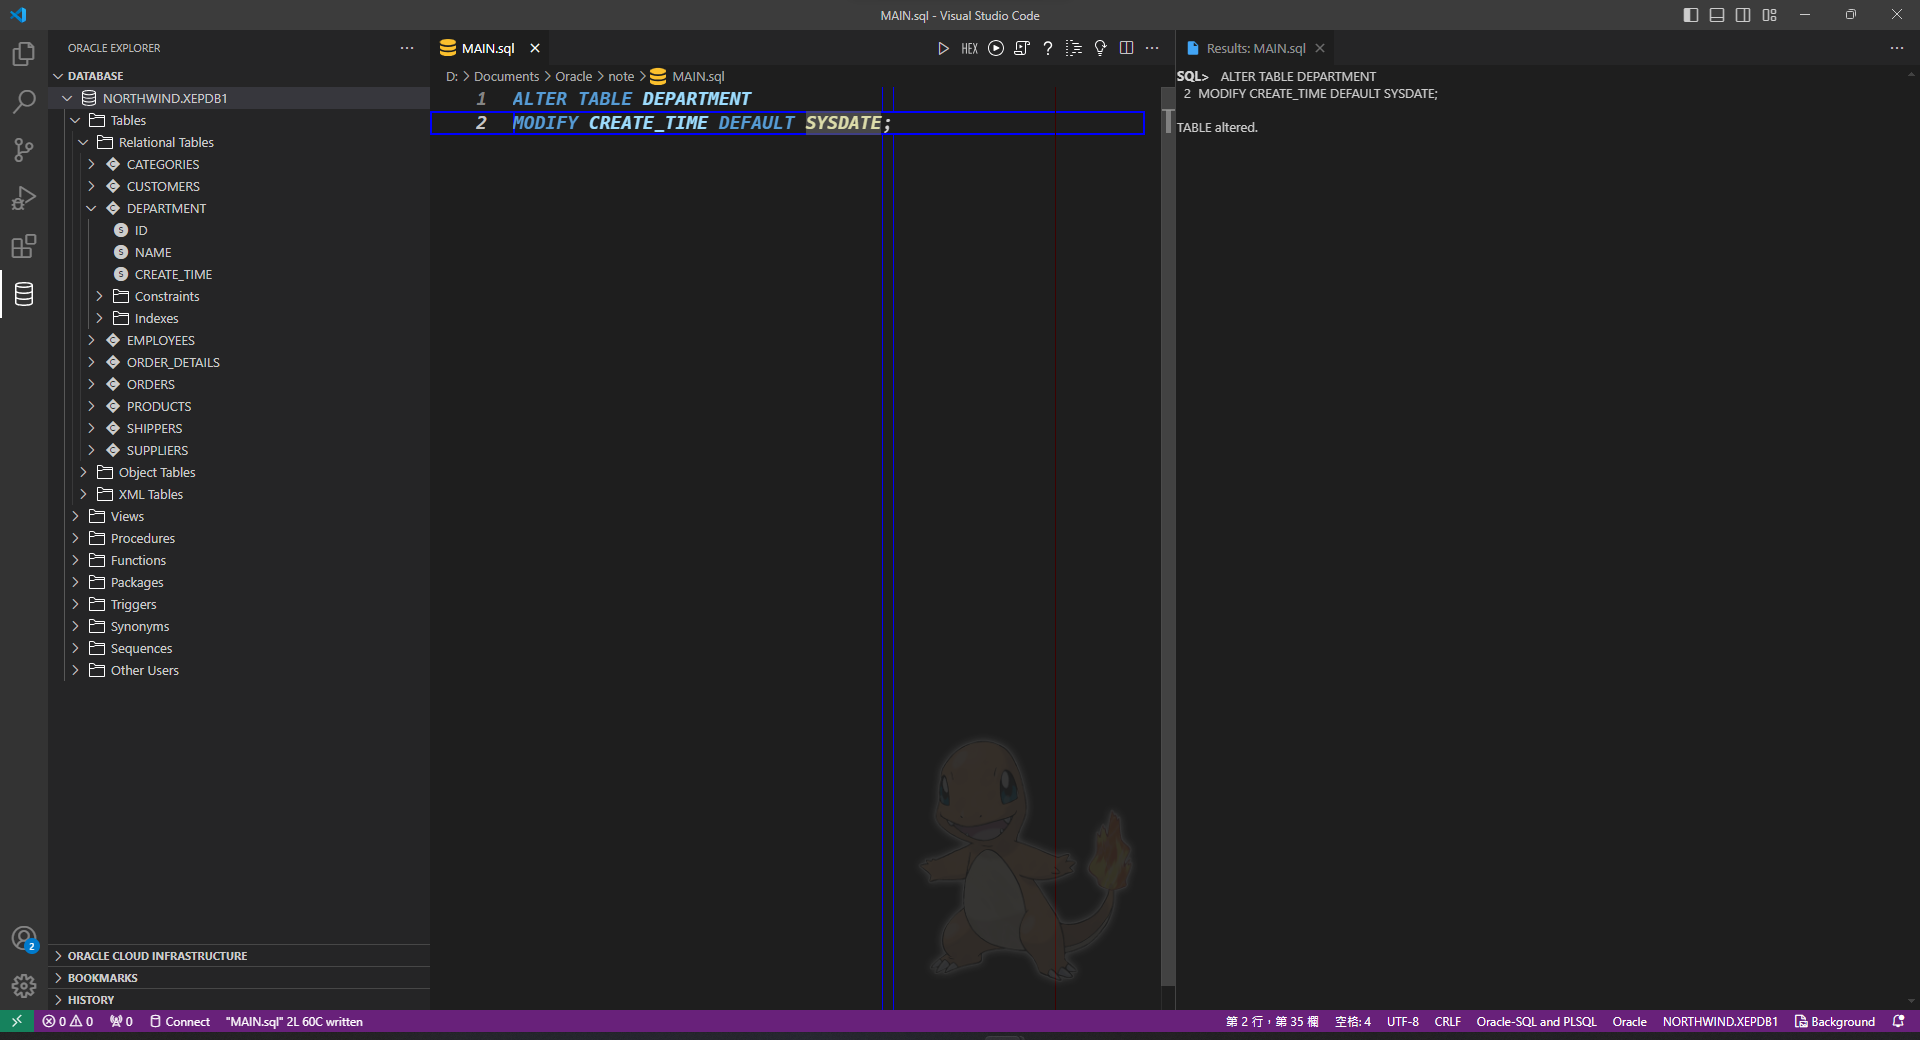 MAIN.sql - Visual Studio Code
ORACLE EXPLORER
DATABASE
NORTHWIND.XEPDB1
Tables
Relational Tables
CATEGORIES
CUSTOMERS
DEPARTMENT
ID
NAME
CREATE_TIME
Constraints
Indexes
EMPLOYEES
ORDER_DETAILS
ORDERS
PRODUCTS
SHIPPERS
SUPPLIERS
Object Tables
XML Tables
Views
Procedures
Functions
Packages
Triggers
Synonyms
Sequences
Other Users
ORACLE CLOUD INFRASTRUCTURE
BOOKMARKS
HISTORY
MAIN.sql
HEX
D: > Documents > Oracle > note > MAIN.sql
1 ALTER TABLE DEPARTMENT
2 MODIFY CREATE_TIME DEFAULT SYSDATE;
Results: MAIN.sql
SQL> ALTER TABLE DEPARTMENT
2 MODIFY CREATE_TIME DEFAULT SYSDATE;
TABLE altered.
2
0 0 0 Connect "MAIN.sql" 2L 60C written
第 2 行，第 35 欄 空格: 4 UTF-8 CRLF Oracle-SQL and PLSQL Oracle NORTHWIND.XEPDB1 Background